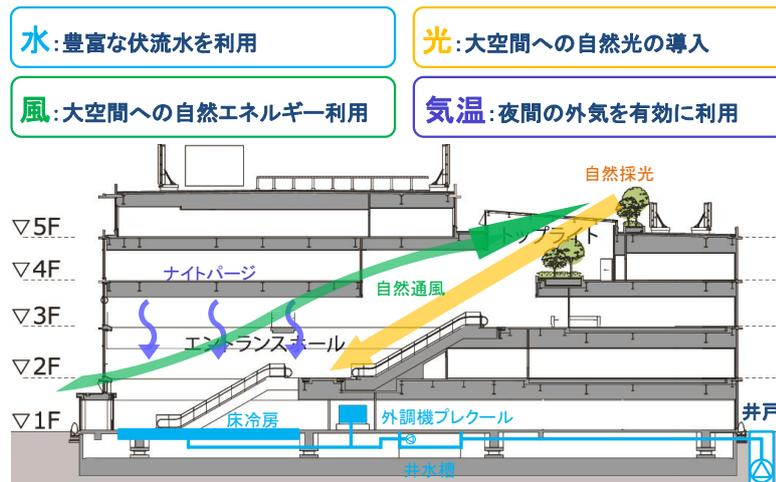 水:豊富な伏流水を利用
光:大空間への自然光の導入
風:大空間への自然エネルギー利用
気温:夜間の外気を有効に利用
自然採光
▽5F
トップライト
▽4F
ナイトパージ
自然通風
▽3F
エントランスホール
▽2F
▽1F
床冷房
外調機プレクール
井戸
井水槽